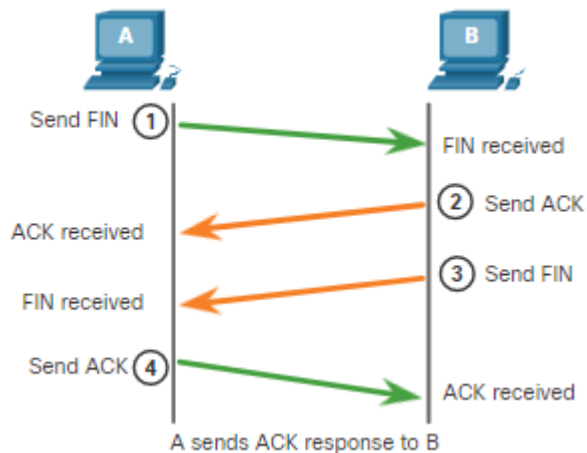 A
B
Send FIN 1
FIN received
2 Send ACK
ACK received
3 Send FIN
FIN received
Send ACK 4
ACK received
A sends ACK response to B